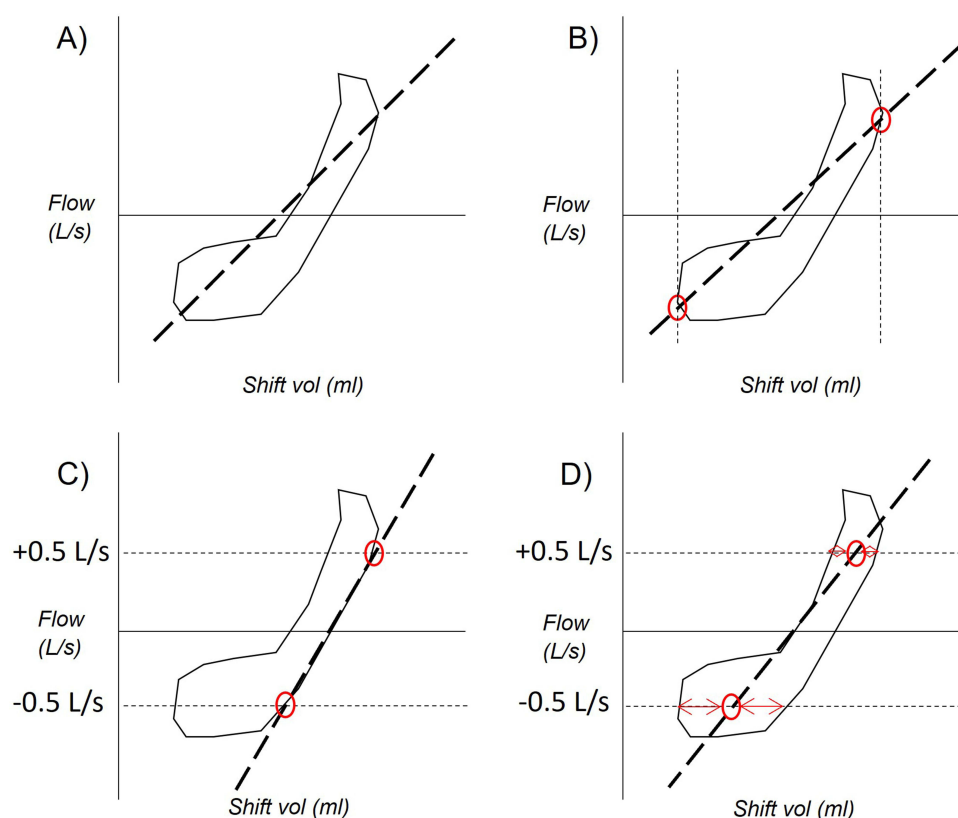 A)
B)
Flow
(L/s)
Flow
(L/s)
Shift vol (ml)
Shift vol (ml)
C)
D)
+0.5 L/s
+0.5 L/s
Flow
(L/s)
Flow
(L/s)
-0.5 L/s
-0.5 L/s
Shift vol (ml)
Shift vol (ml)